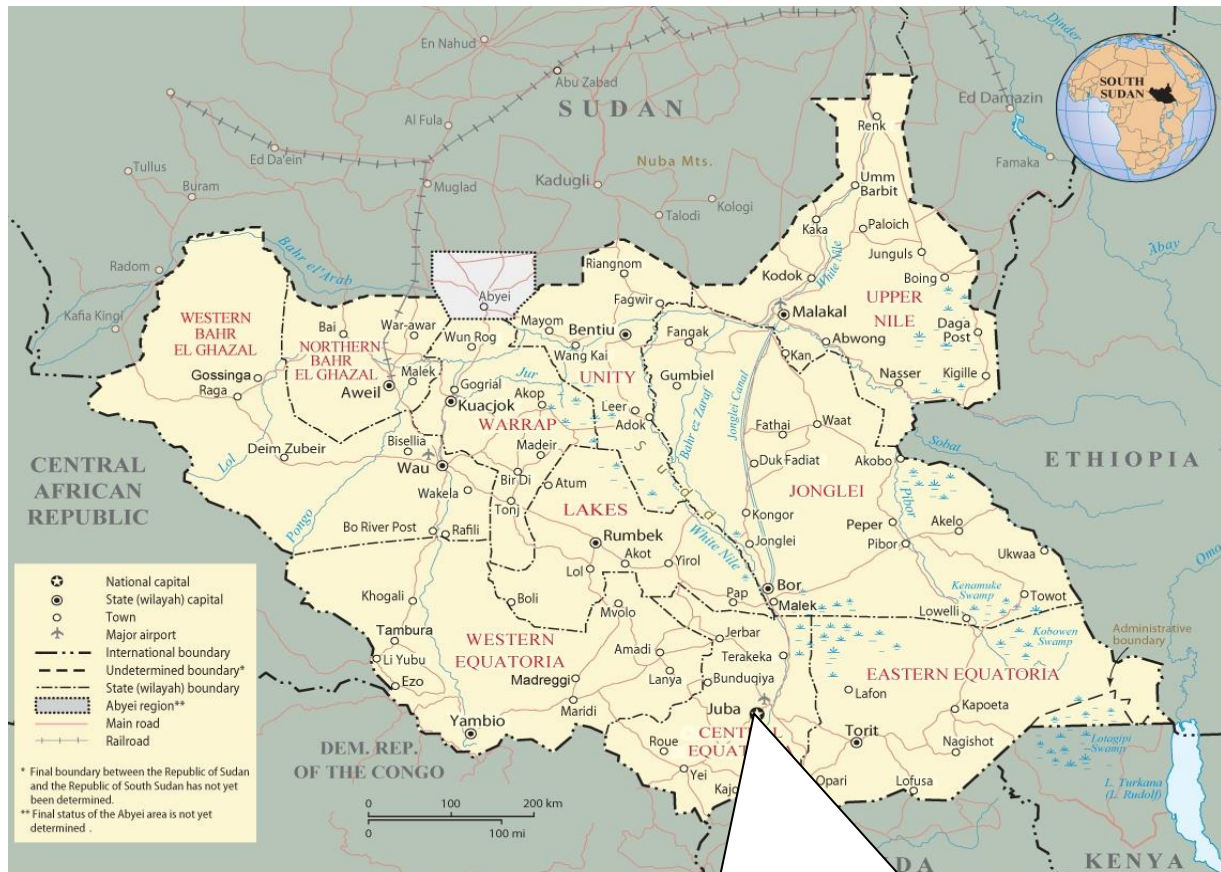 En Nahud
Abu Zabad
SUDAN
Dinder
SOUTH
SUDAN
Ed Damazin
Renk
Al Fula
Ed Da'ein
Tullus
Buram
Muglad
Nuba Mts.
Kadugli
Kologi
Talodi
Famaka
Umm
Barbit
Kaka
Paloich
White Nile
Junguls
Abay
Radom
Bahr el'Arab
Riangnom
Kodok
Boing
Kafia Kingi
Abyei
Fagwir
UPPER
NILE
WESTERN
BAHR
EL GHAZAL
Bai
War-awar
Mayom
Bentiu
Malakal
Daga
Post
NORTHERN
BAHR
EL GHAZAL
Wun Rog
Fangak
Abwong
Wang Kai
Kan
Gossinga
Raga
Malek
Jur
UNITY
Gumbiel
Nasser
Kigille
Aweil
Gogrial
Kuacjok
Akop
Leer
Adok
Bahr ez Zaraf
Jonglei Canal
WARRAP
Fathai
Waat
Sudd
Sobat
Deim Zubeir
Bisellia
Madeir
Duk Fadiat
Akobo
ETHIOPIA
CENTRAL
AFRICAN
REPUBLIC
Lol
Wau
Bir Di
Atum
JONGLEI
Pibor
Wakela
Tonj
LAKES
Kongor
Pongo
Bo River Post
Rafili
Rumbek
White Nile
Jonglei
Peper
Akelo
Pibor
Ukwaa
Omo
Lol
Akot
Yirol
Bor
Kenamuke
Swamp
Khogali
Boli
Mvolo
Pap
Malek
Lowelli
Towot
Tambura
WESTERN
EQUATORIA
Jerbar
Kobowen
Swamp
Administrative
boundary
Li Yubu
Amadi
Terakeka
EASTERN EQUATORIA
Ezo
Madreggi
Lanya
Bunduqiya
Lafon
Maridi
Juba
Kapoeta
Yambio
CENTRAL
EQUATORIA
Torit
Lotagipi
Swamp
DEM. REP.
OF THE CONGO
Roue
Nagishot
Yei
Opari
Lofusa
L. Turkana
(L. Rudolf)
KENYA
National capital
State (wilayah) capital
Town
Major airport
International boundary
Undetermined boundary*
State (wilayah) boundary
Abyei region**
Main road
Railroad
* Final boundary between the Republic of Sudan
and the Republic of South Sudan has not yet
been determined.
** Final status of the Abyei area is not yet
determined .
0 100 200 km
0 100 mi